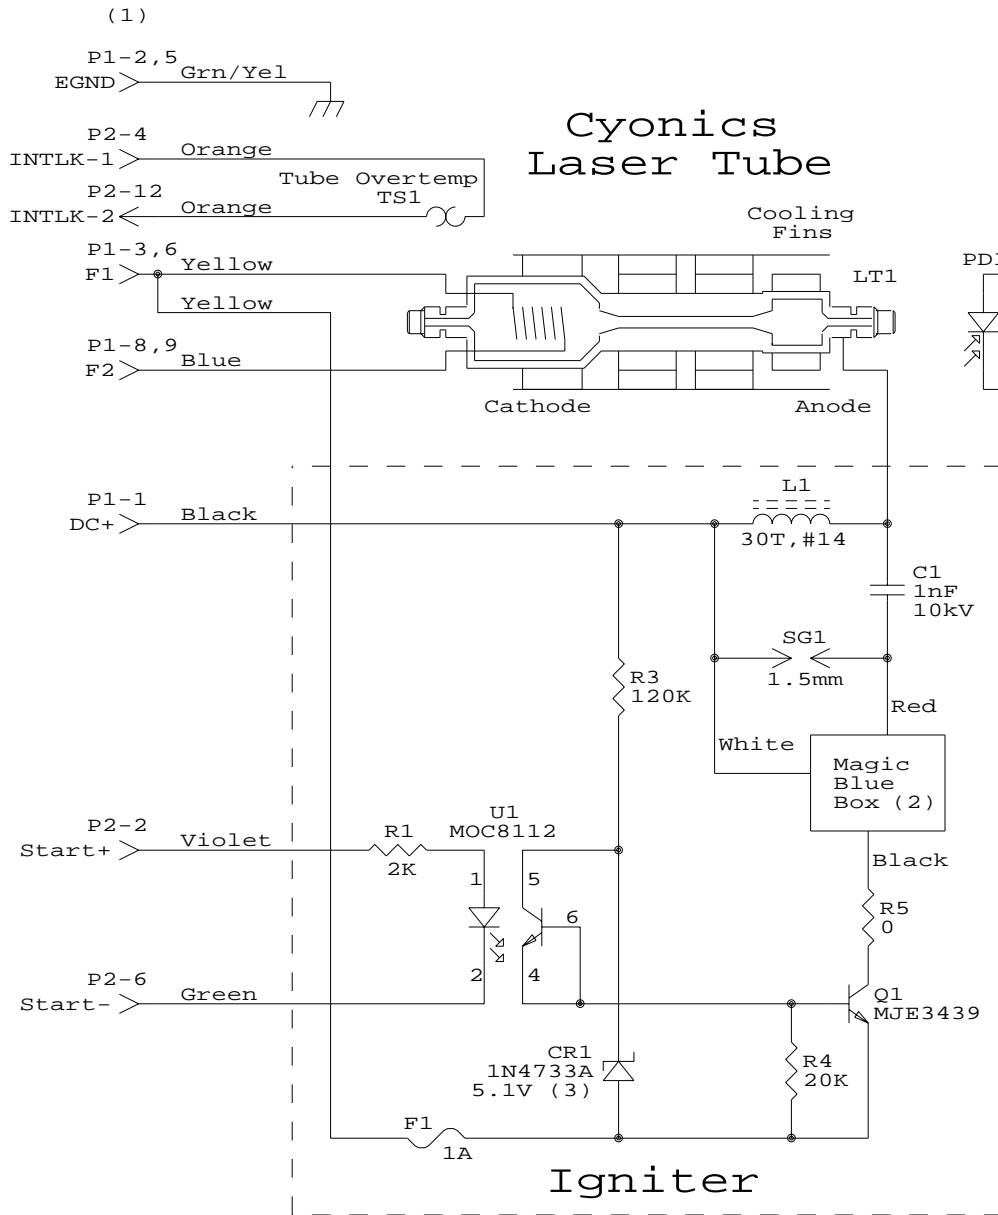 (1)
P1-2,5
EGND
Grn/Yel
P2-4
INTLK-1
Orange
Cyonics
Laser Tube
Tube Overtemp
TS1
P2-12
INTLK-2
Orange
Cooling
Fins
P1-3,6
F1
Yellow
LT1
PD1
Yellow
P1-8,9
F2
Blue
Cathode
Anode
P1-1
DC+
Black
L1
30T,#14
C1
1nF
10kV
SG1
1.5mm
R3
120K
Red
White
Magic
Blue
Box (2)
P2-2
Start+
Violet
R1
2K
U1
MOC8112
Black
1
5
6
2
4
R5
0
P2-6
Start-
Green
Q1
MJE3439
CR1
1N4733A
5.1V (3)
R4
20K
F1
1A
Igniter